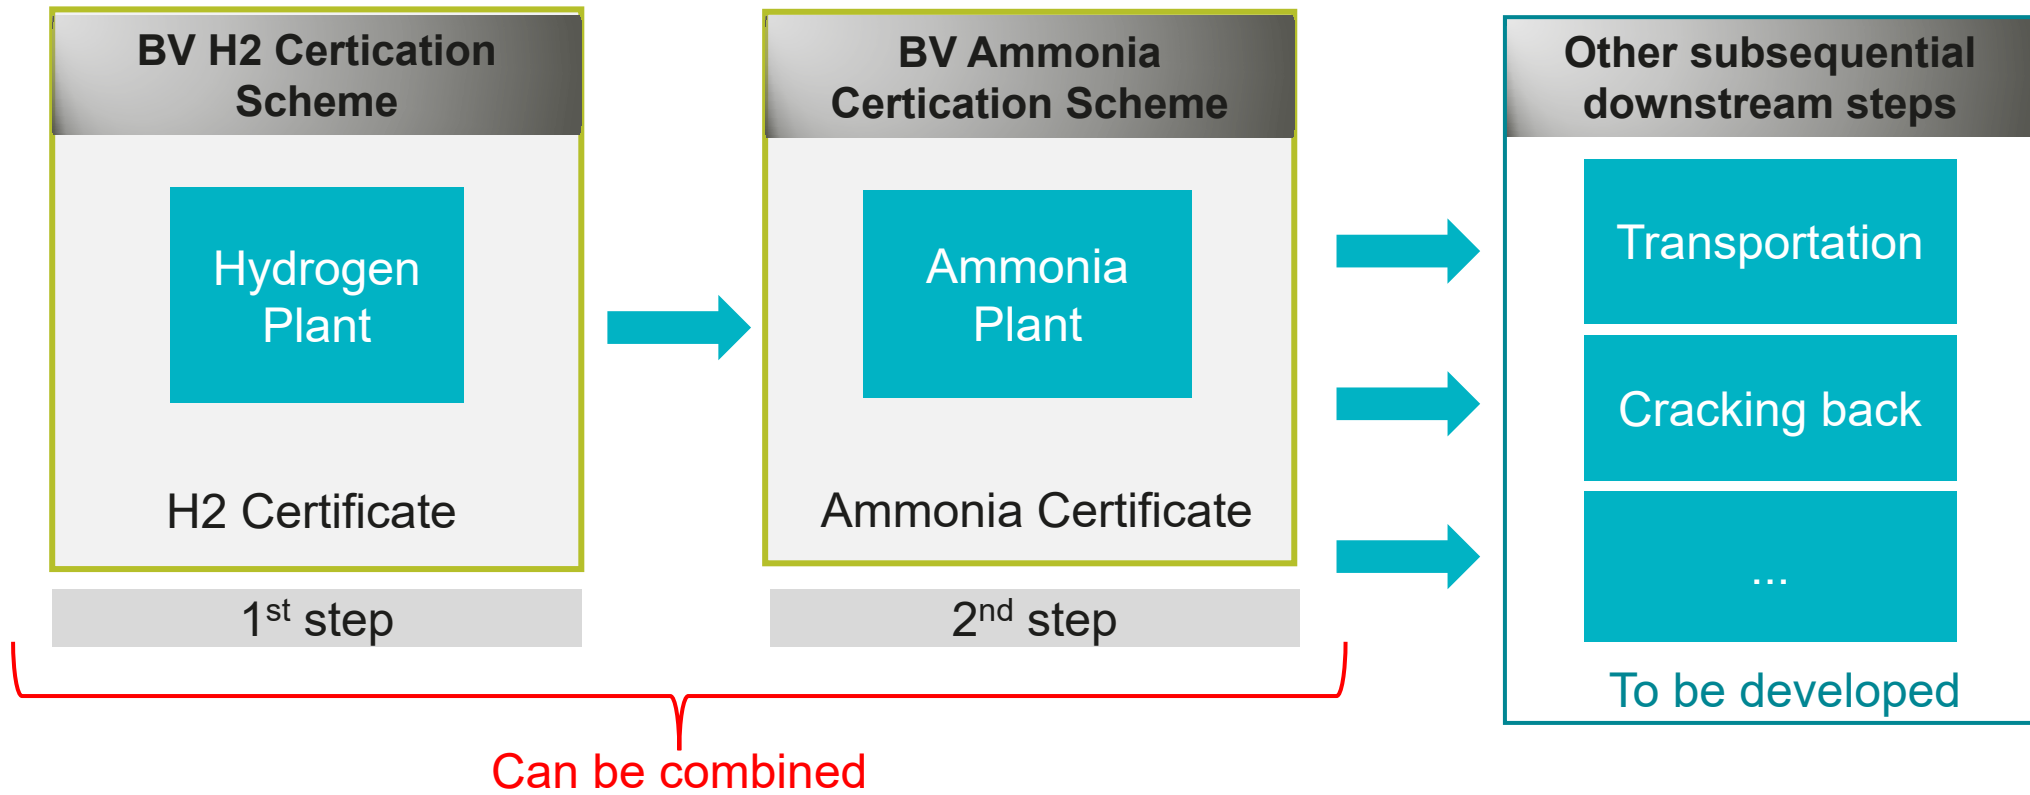 BV H2 Certication
Scheme
Hydrogen
Plant
H2 Certificate
1st step
BV Ammonia
Certication Scheme
Ammonia
Plant
Ammonia Certificate
2nd step
Can be combined
Other subsequential
downstream steps
Transportation
Cracking back
...
To be developed